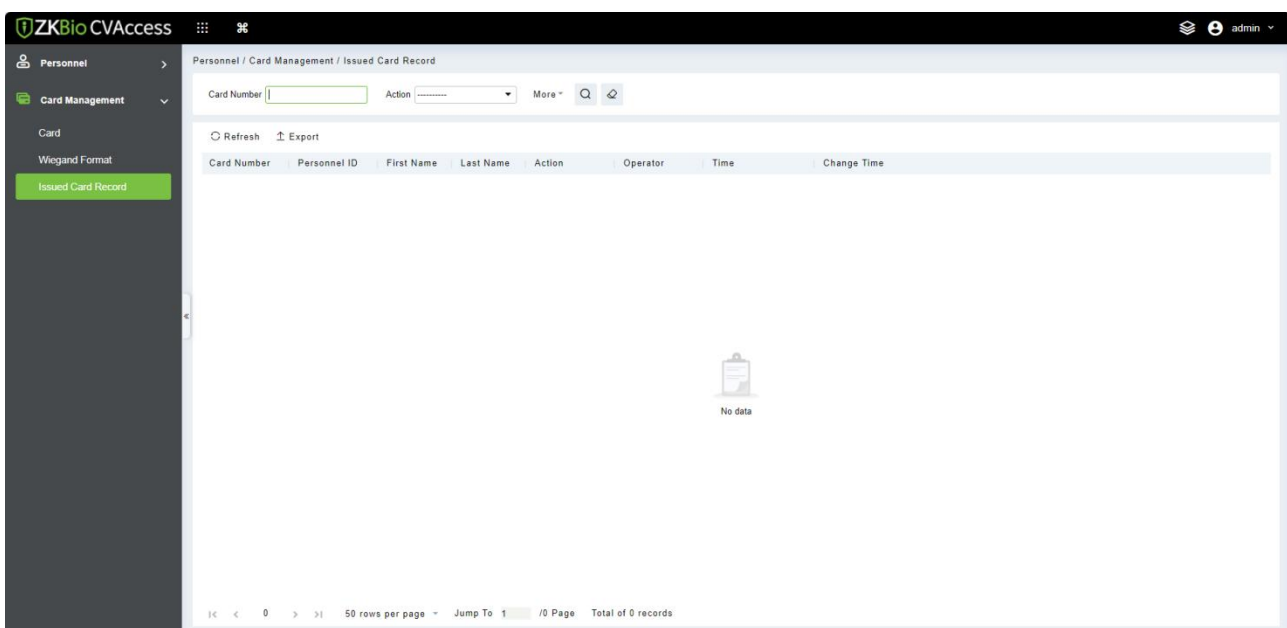 ZKBio CVAccess
admin
Personnel
Card Management
Card
Wiegand Format
Issued Card Record
Personnel / Card Management / Issued Card Record
Card Number Action ---------- More
Refresh Export
Card Number Personnel ID First Name Last Name Action Operator Time Change Time
No data
|< < 0 > >| 50 rows per page Jump To 1 /0 Page Total of 0 records